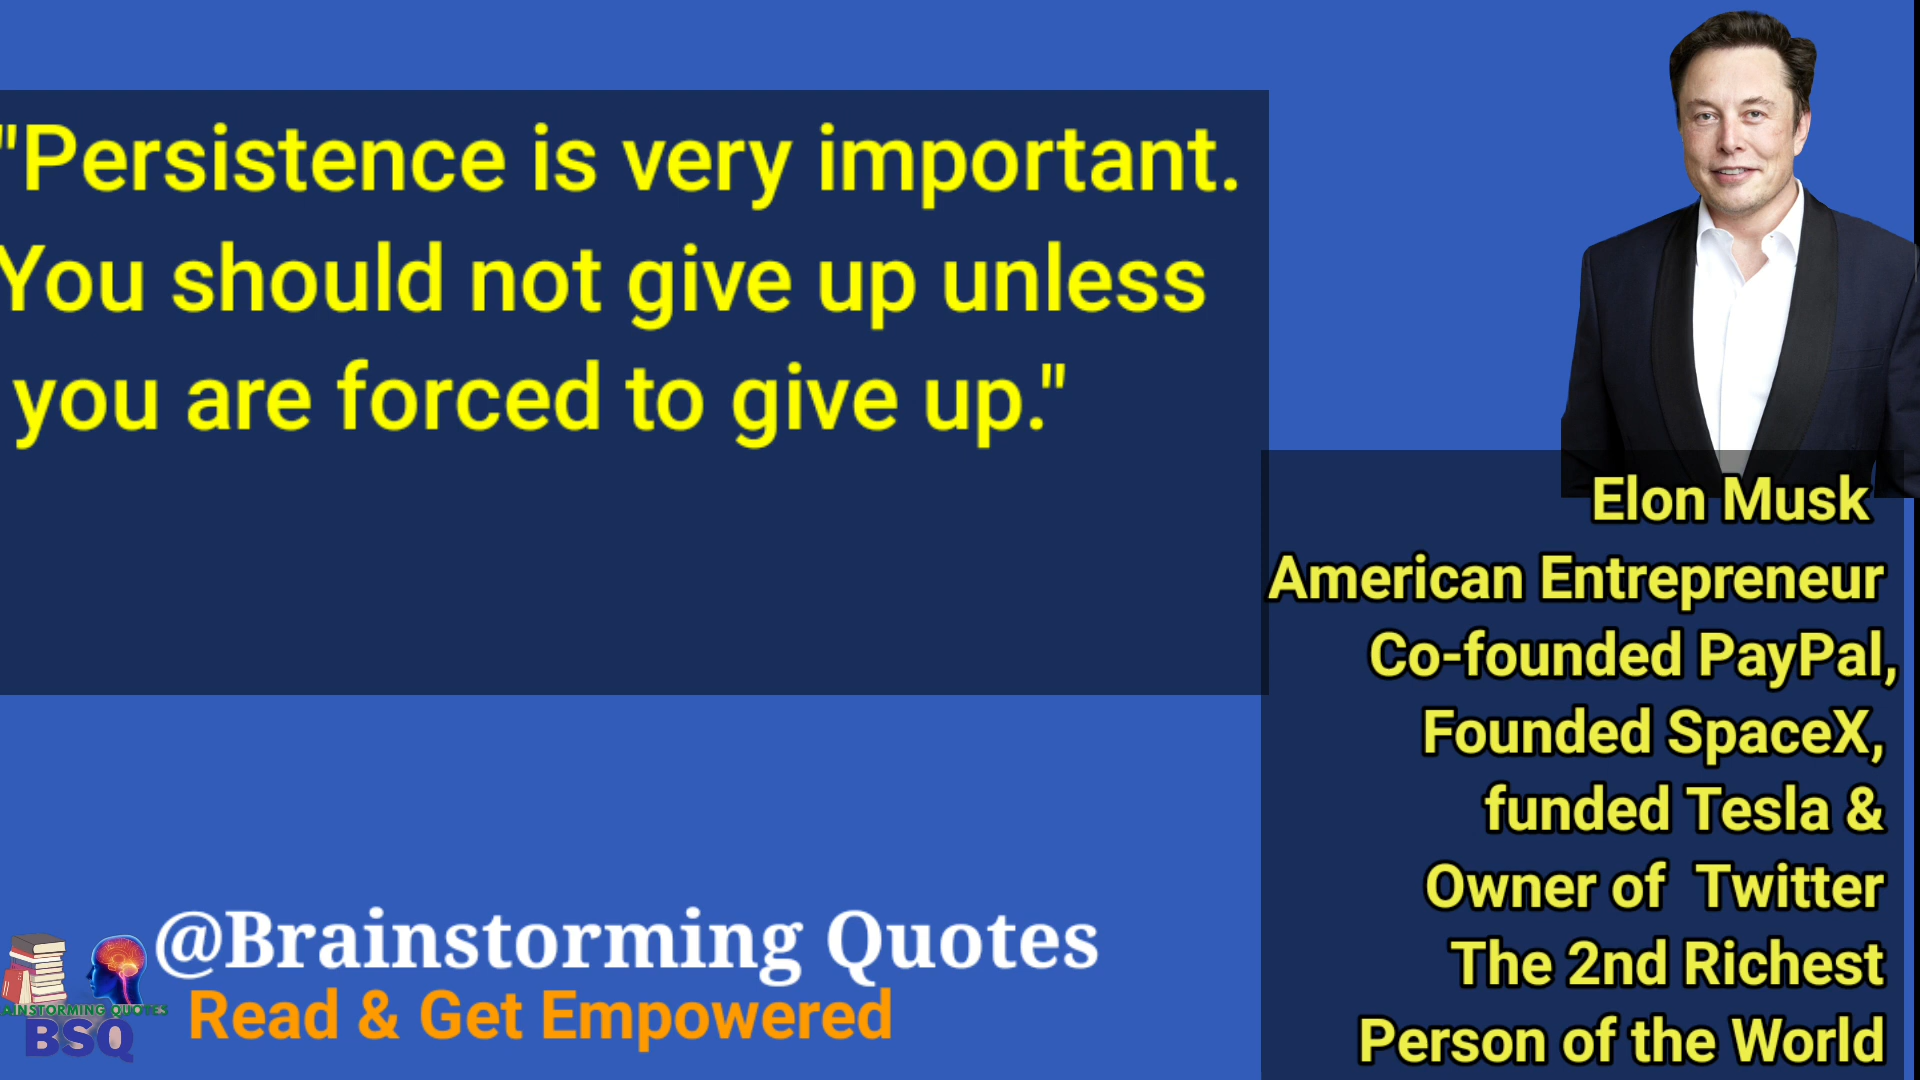 "Persistence is very important.
You should not give up unless
you are forced to give up."
Elon Musk
American Entrepreneur
Co-founded PayPal,
Founded SpaceX,
funded Tesla &
Owner of Twitter
The 2nd Richest
Person of the World
@Brainstorming Quotes
Read & Get Empowered
AINSTORMING QUOTES
BSQ